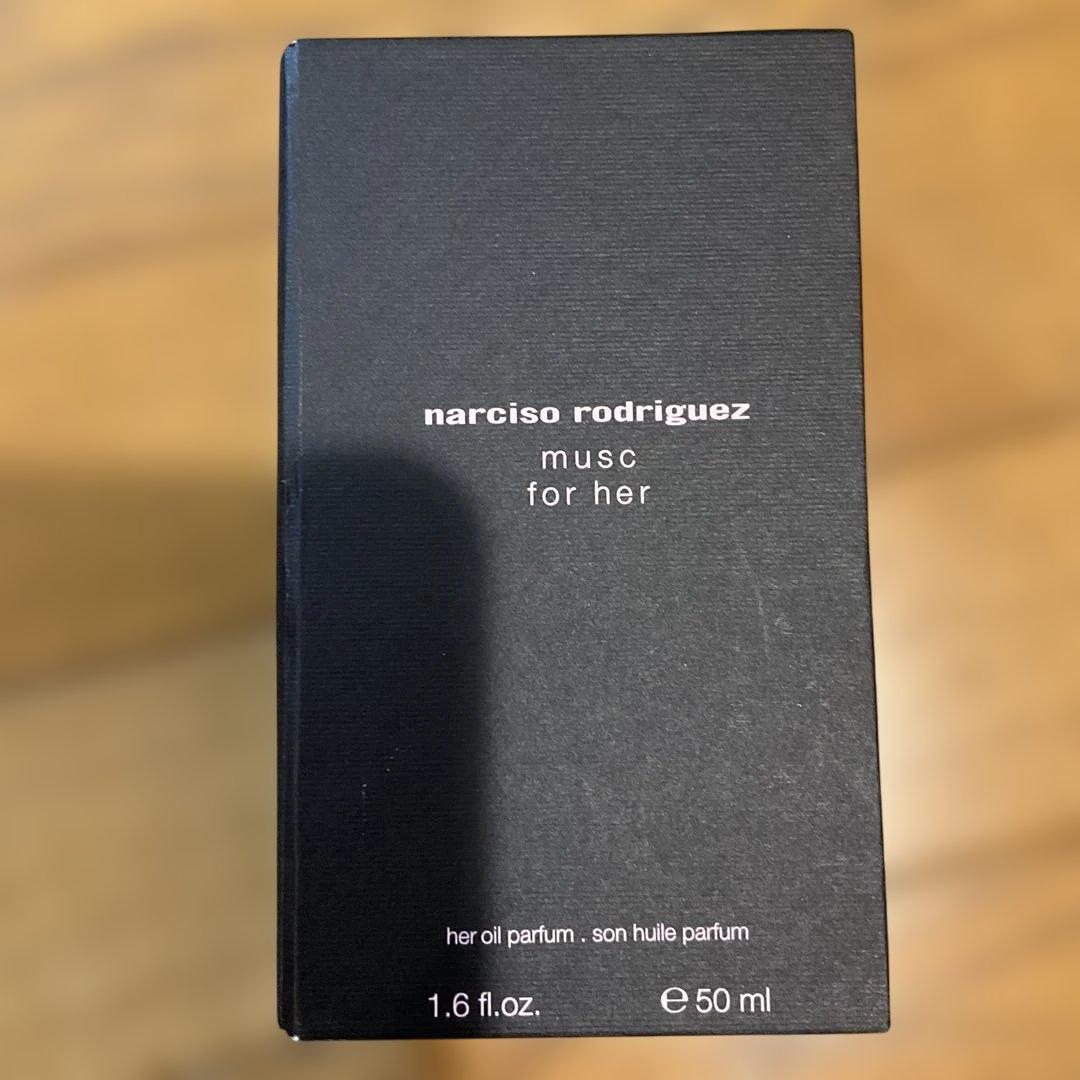 narciso rodriguez
musc
for her
her oil parfum . son huile parfum
1.6 fl.oz. ℮ 50 ml